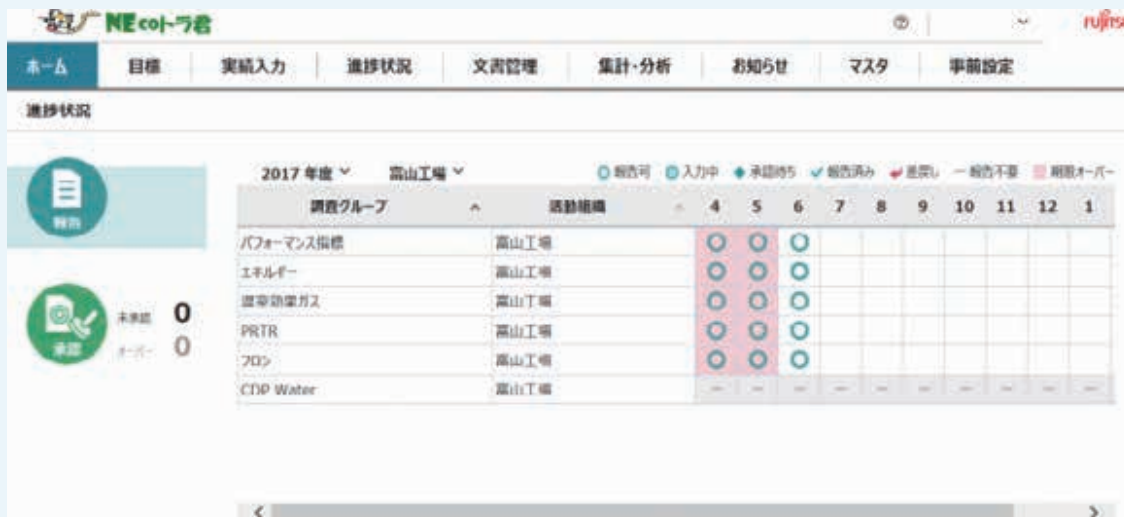 NEcoトラ君
FUJITSU
ホーム 目標 実績入力 進捗状況 文書管理 集計・分析 お知らせ マスタ 事前設定
進捗状況
2017 年度 富山工場 報告可 入力中 承認待ち 報告済み 差戻し 報告不要 期限オーバー
報告
調査グループ 活動組織 4 5 6 7 8 9 10 11 12 1
パフォーマンス指標 富山工場
エネルギー 富山工場
温室効果ガス 富山工場
PRTR 富山工場
フロン 富山工場
CDP Water 富山工場 － － － － － － － － － －
承認
未承認 0
オーバー 0